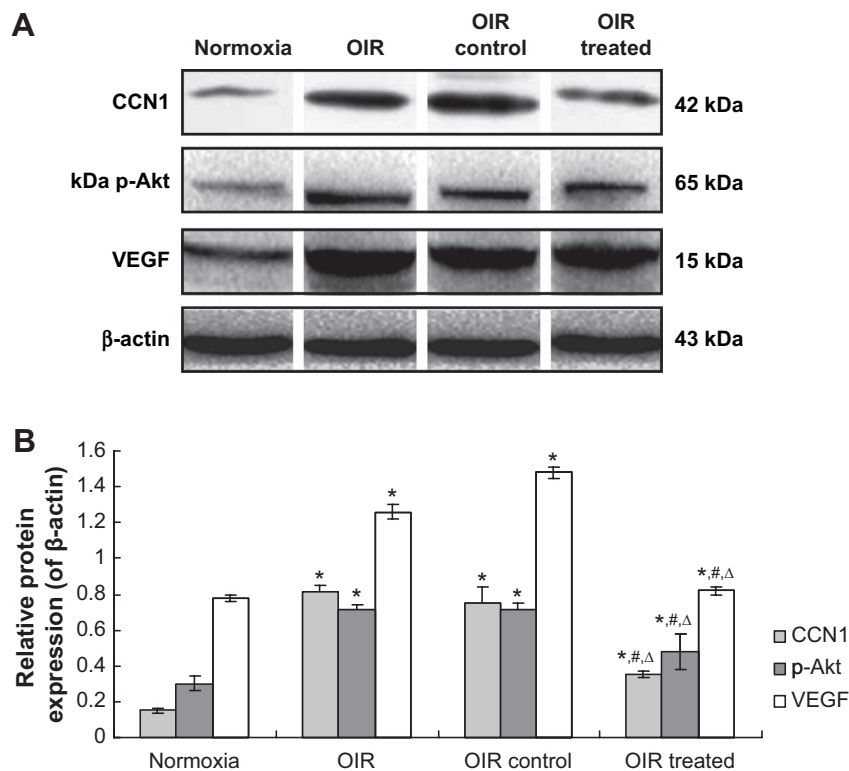 A
Normoxia OIR OIR control OIR treated
CCN1 42 kDa
kDa p-Akt 65 kDa
VEGF 15 kDa
β-actin 43 kDa
B
Relative protein
expression (of β-actin)
1.6
1.4
1.2
1
0.8
0.6
0.4
0.2
0
* * *
* * *
*,#,Δ *,#,Δ *,#,Δ
Normoxia OIR OIR control OIR treated
CCN1
p-Akt
VEGF